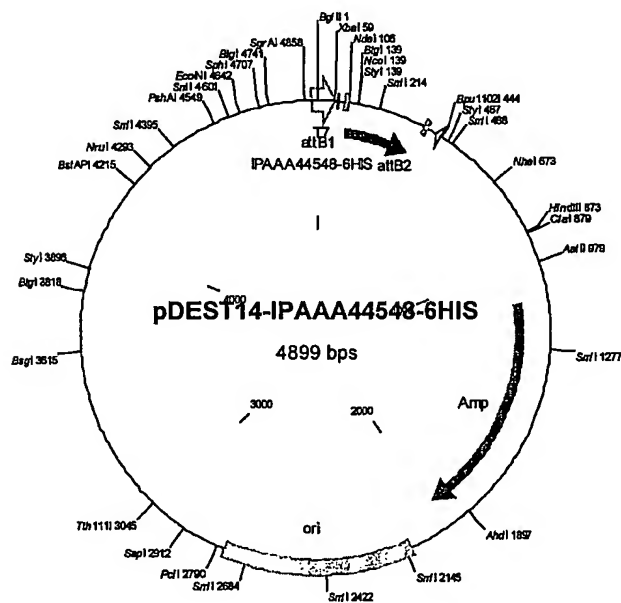 BglII 1
XbaI 59
NdeI 106
BtgI 139
NcoI 139
StyI 139
SmlI 214
Bpu1102I 444
StyI 487
SmlI 488
NheI 673
HindIII 873
ClaI 879
AatII 979
SmlI 1277
AhdI 1897
SmlI 2145
SmlI 2422
SmlI 2684
PciI 2790
SapI 2912
Tth111I 3045
BsgI 3615
BtgI 3818
StyI 3896
BstAPI 4215
NruI 4293
SmlI 4395
PshAI 4549
SmlI 4601
EcoNI 4642
SphI 4707
BtgI 4741
SgrAI 4858
attB1
IPAAA44548-6HIS
attB2
4000
pDEST14-IPAAA44548-6HIS
4899 bps
3000
2000
Amp
ori